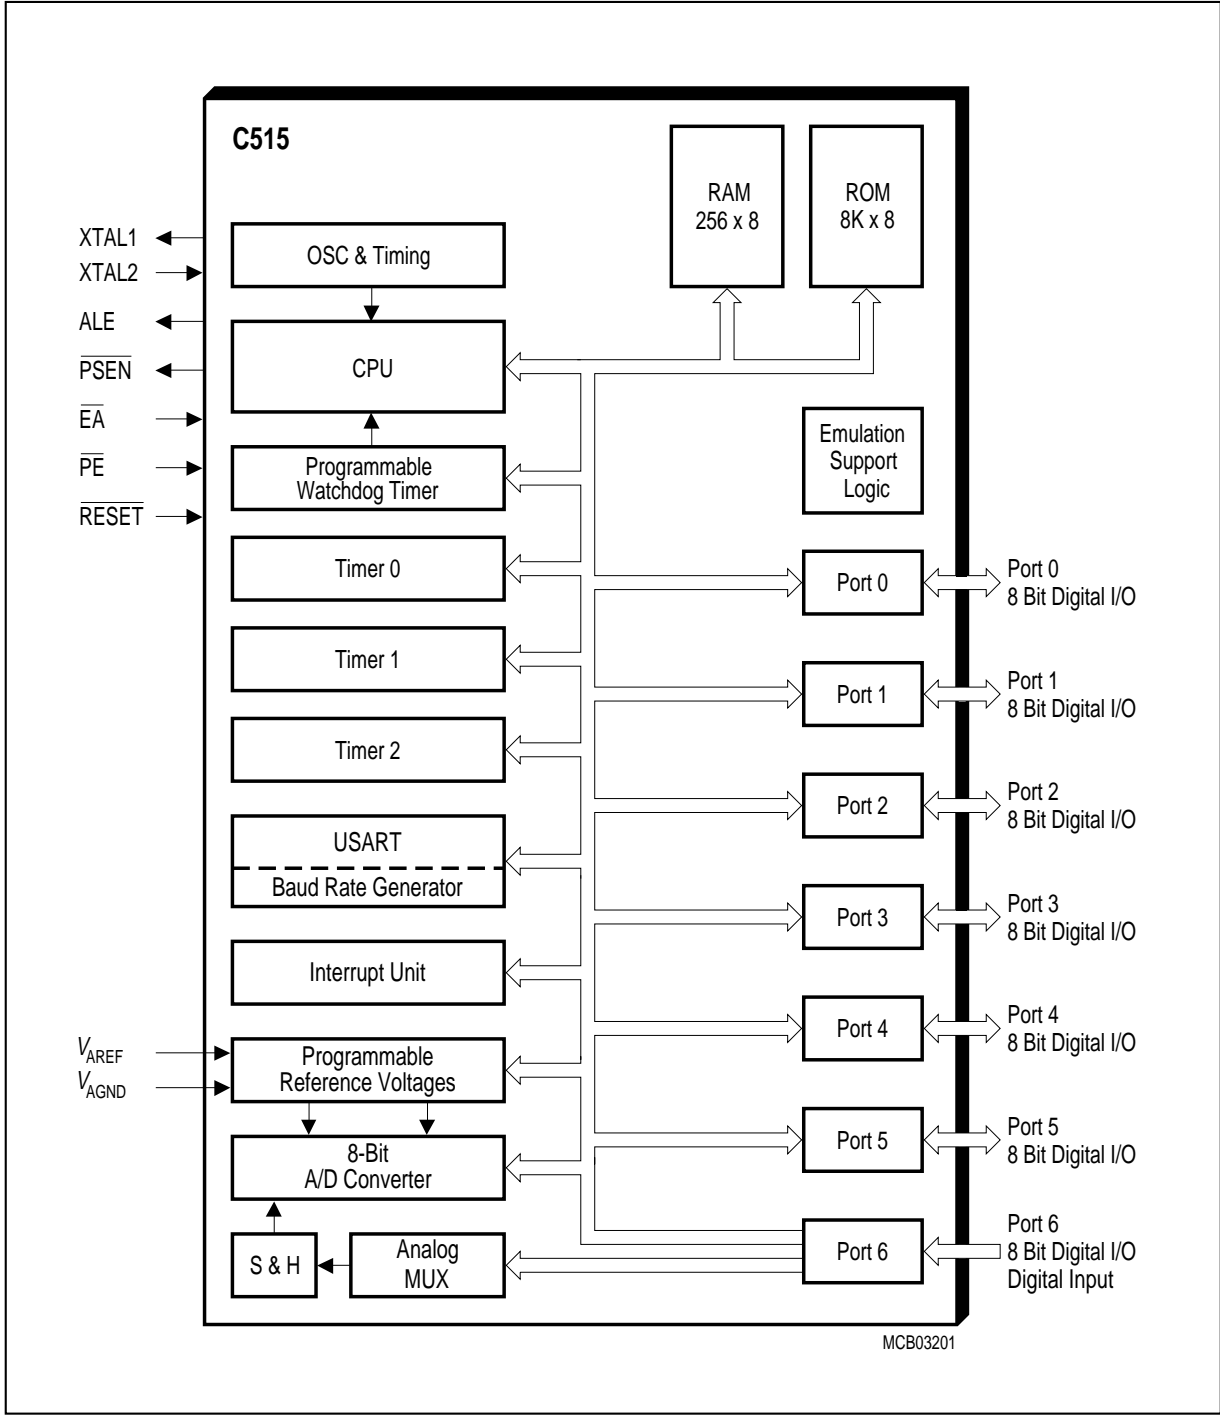 C515
RAM
256 x 8
ROM
8K x 8
XTAL1
XTAL2
ALE
PSEN
EA
PE
RESET
OSC & Timing
CPU
Programmable
Watchdog Timer
Timer 0
Timer 1
Timer 2
USART
Baud Rate Generator
Interrupt Unit
VAREF
VAGND
Programmable
Reference Voltages
8-Bit
A/D Converter
S & H
Analog
MUX
Emulation
Support
Logic
Port 0
Port 0
8 Bit Digital I/O
Port 1
Port 1
8 Bit Digital I/O
Port 2
Port 2
8 Bit Digital I/O
Port 3
Port 3
8 Bit Digital I/O
Port 4
Port 4
8 Bit Digital I/O
Port 5
Port 5
8 Bit Digital I/O
Port 6
Port 6
8 Bit Digital I/O
Digital Input
MCB03201